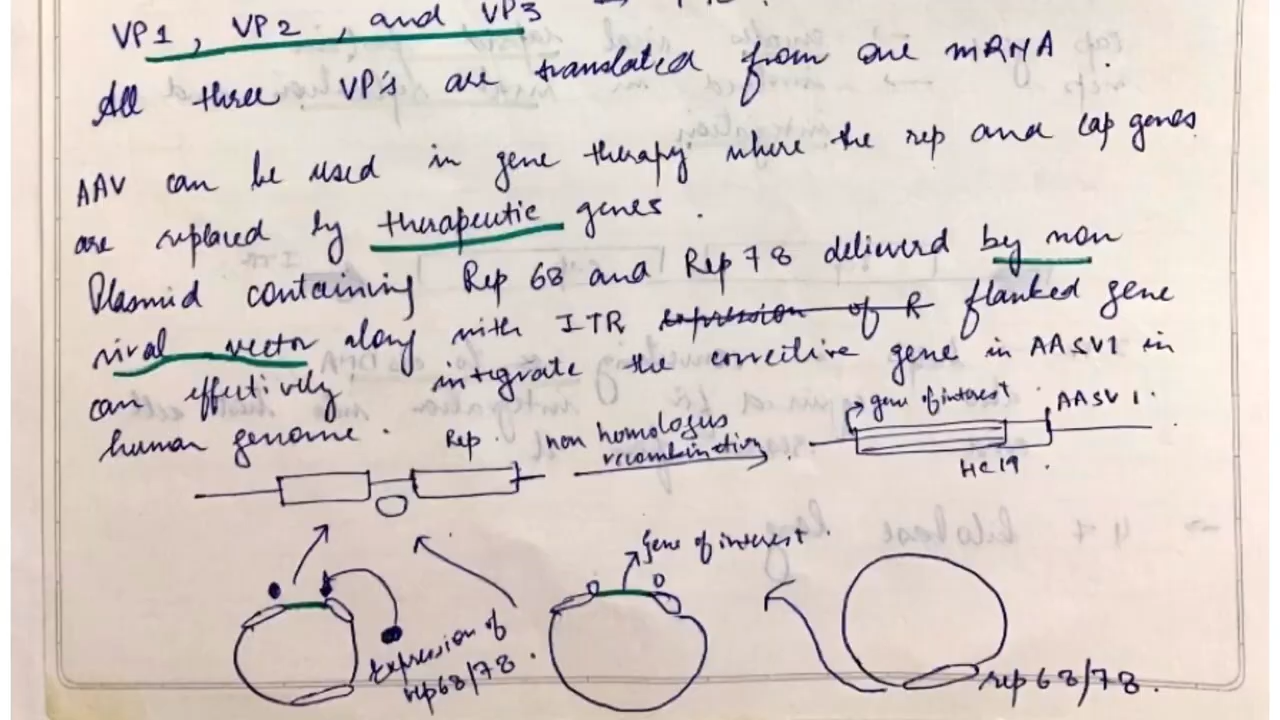 VP1, VP2, and VP3
All three VP's are translated from one mRNA.
AAV can be used in gene therapy where the rep and cap genes
are replaced by therapeutic genes.
Plasmid containing Rep 68 and Rep 78 delivered by non
viral vector along with ITR expression of R flanked gene
can effectively integrate the corrective gene in AASV1 in
human genome.
Rep.
non homologus
recombination
gene of interest
AASV1.
HC19.
Gene of interest.
Expression of
rep68/78.
rep68/78.